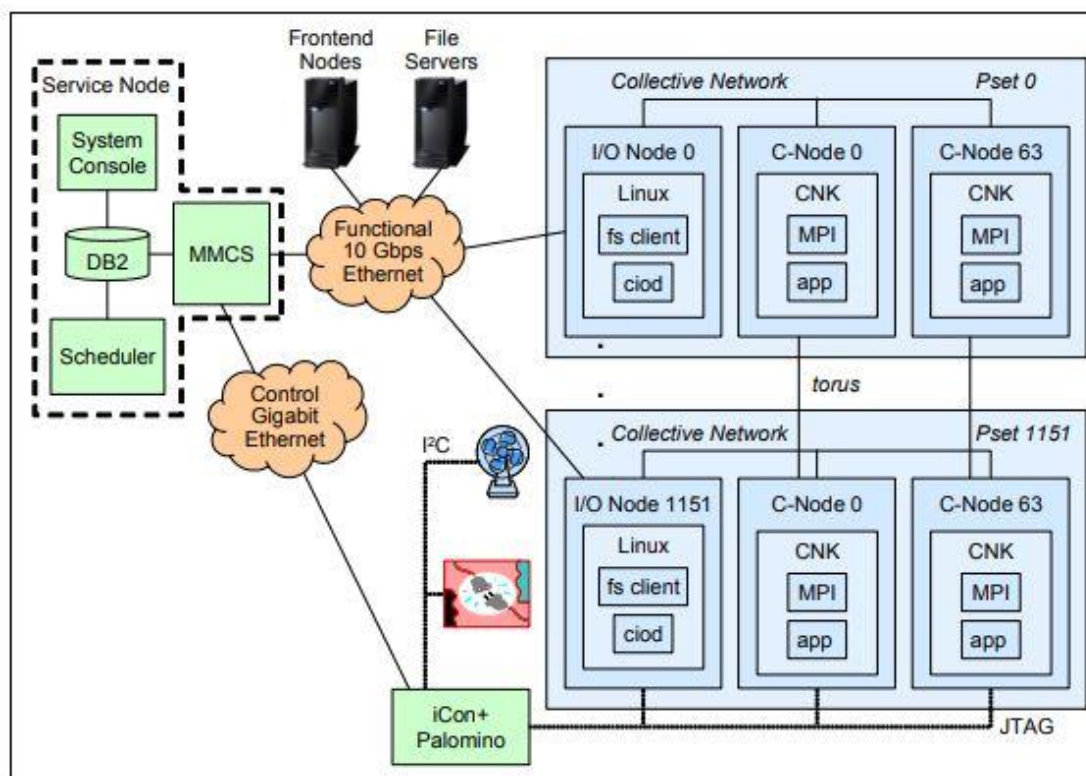 Frontend
Nodes
File
Servers
Service Node
System
Console
DB2
MMCS
Scheduler
Functional
10 Gbps
Ethernet
Control
Gigabit
Ethernet
I²C
iCon+
Palomino
JTAG
Collective Network
Pset 0
I/O Node 0
Linux
fs client
ciod
C-Node 0
CNK
MPI
app
C-Node 63
CNK
MPI
app
torus
Collective Network
Pset 1151
I/O Node 1151
Linux
fs client
ciod
C-Node 0
CNK
MPI
app
C-Node 63
CNK
MPI
app